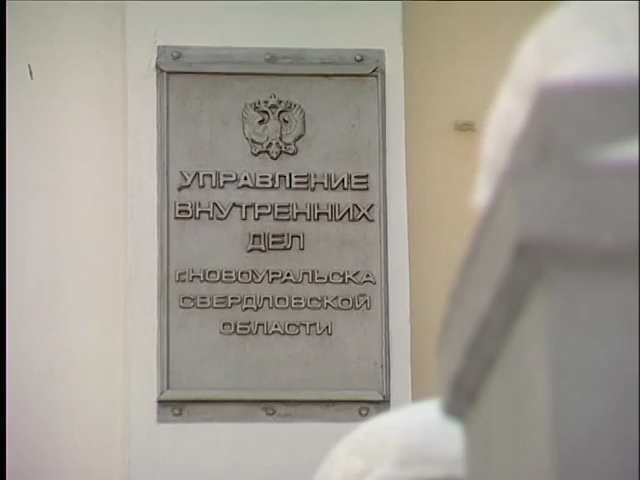 УПРАВЛЕНИЕ
ВНУТРЕННИХ
ДЕЛ
г.НОВОУРАЛЬСКА
СВЕРДЛОВСКОЙ
ОБЛАСТИ